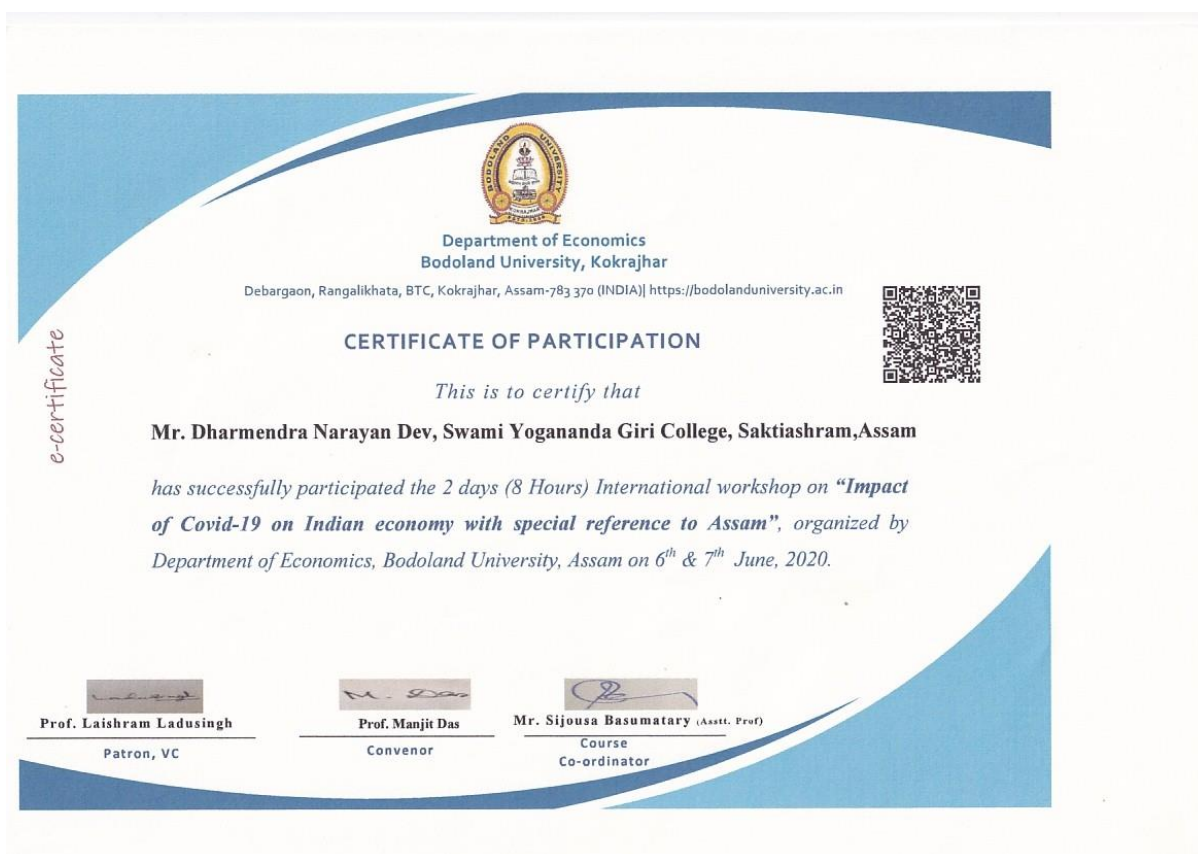 BODOLAND UNIVERSITY
KOKRAJHAR
Department of Economics
Bodoland University, Kokrajhar
Debargaon, Rangalikhata, BTC, Kokrajhar, Assam-783 370 (INDIA)| https://bodolanduniversity.ac.in
e-certificate
CERTIFICATE OF PARTICIPATION
This is to certify that
Mr. Dharmendra Narayan Dev, Swami Yogananda Giri College, Saktiashram,Assam
has successfully participated the 2 days (8 Hours) International workshop on “Impact
of Covid-19 on Indian economy with special reference to Assam”, organized by
Department of Economics, Bodoland University, Assam on 6th & 7th June, 2020.
M. Das
Prof. Laishram Ladusingh
Patron, VC
Prof. Manjit Das
Convenor
Mr. Sijousa Basumatary (Asstt. Prof)
Course
Co-ordinator